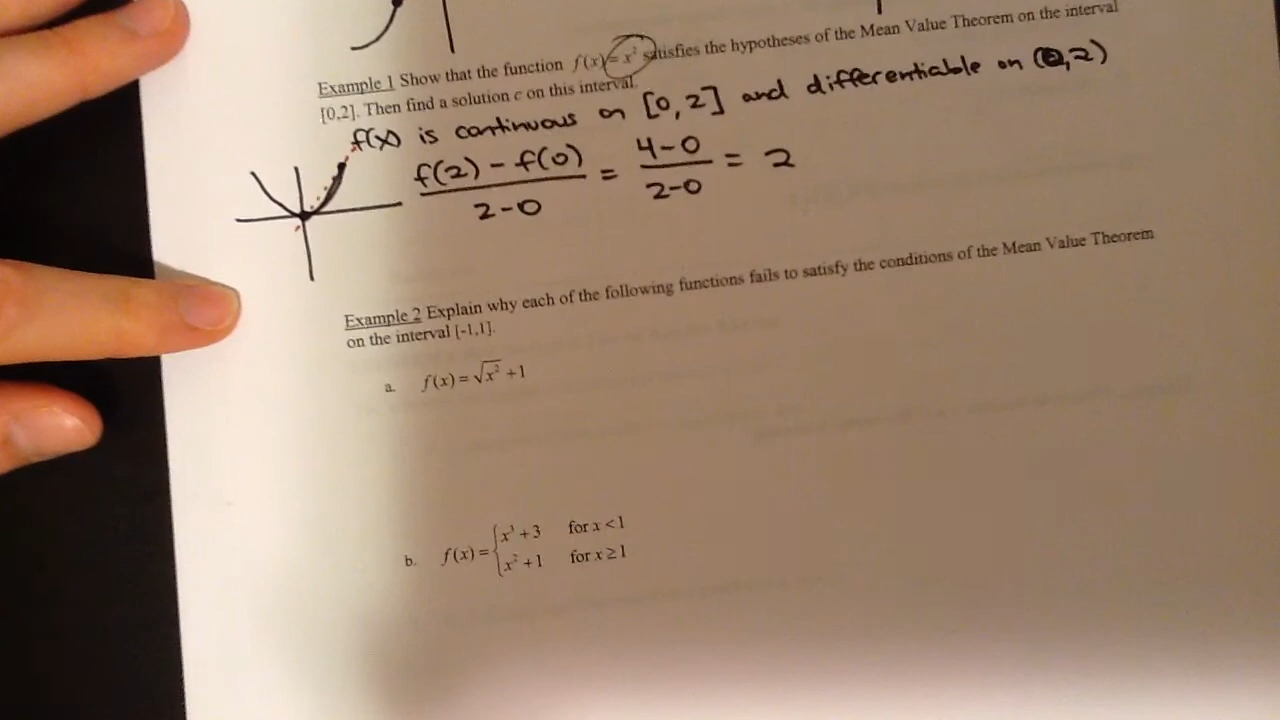 Example 1 Show that the function f(x) = x² satisfies the hypotheses of the Mean Value Theorem on the interval
[0,2]. Then find a solution c on this interval.
f(x) is continuous on [0,2] and differentiable on (0,2)
f(2) - f(0) / 2-0 = 4-0 / 2-0 = 2
Example 2 Explain why each of the following functions fails to satisfy the conditions of the Mean Value Theorem
on the interval [-1,1].
a. f(x) = √x² + 1
b. f(x) = { x³ + 3 for x < 1
x² + 1 for x ≥ 1